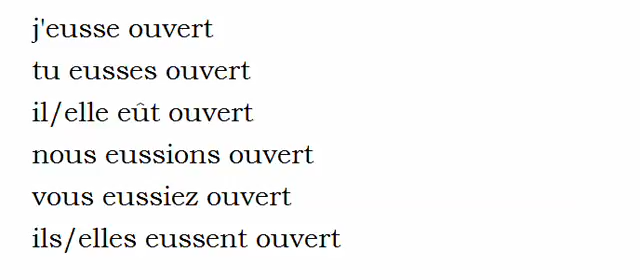 j'eusse ouvert
tu eusses ouvert
il/elle eût ouvert
nous eussions ouvert
vous eussiez ouvert
ils/elles eussent ouvert